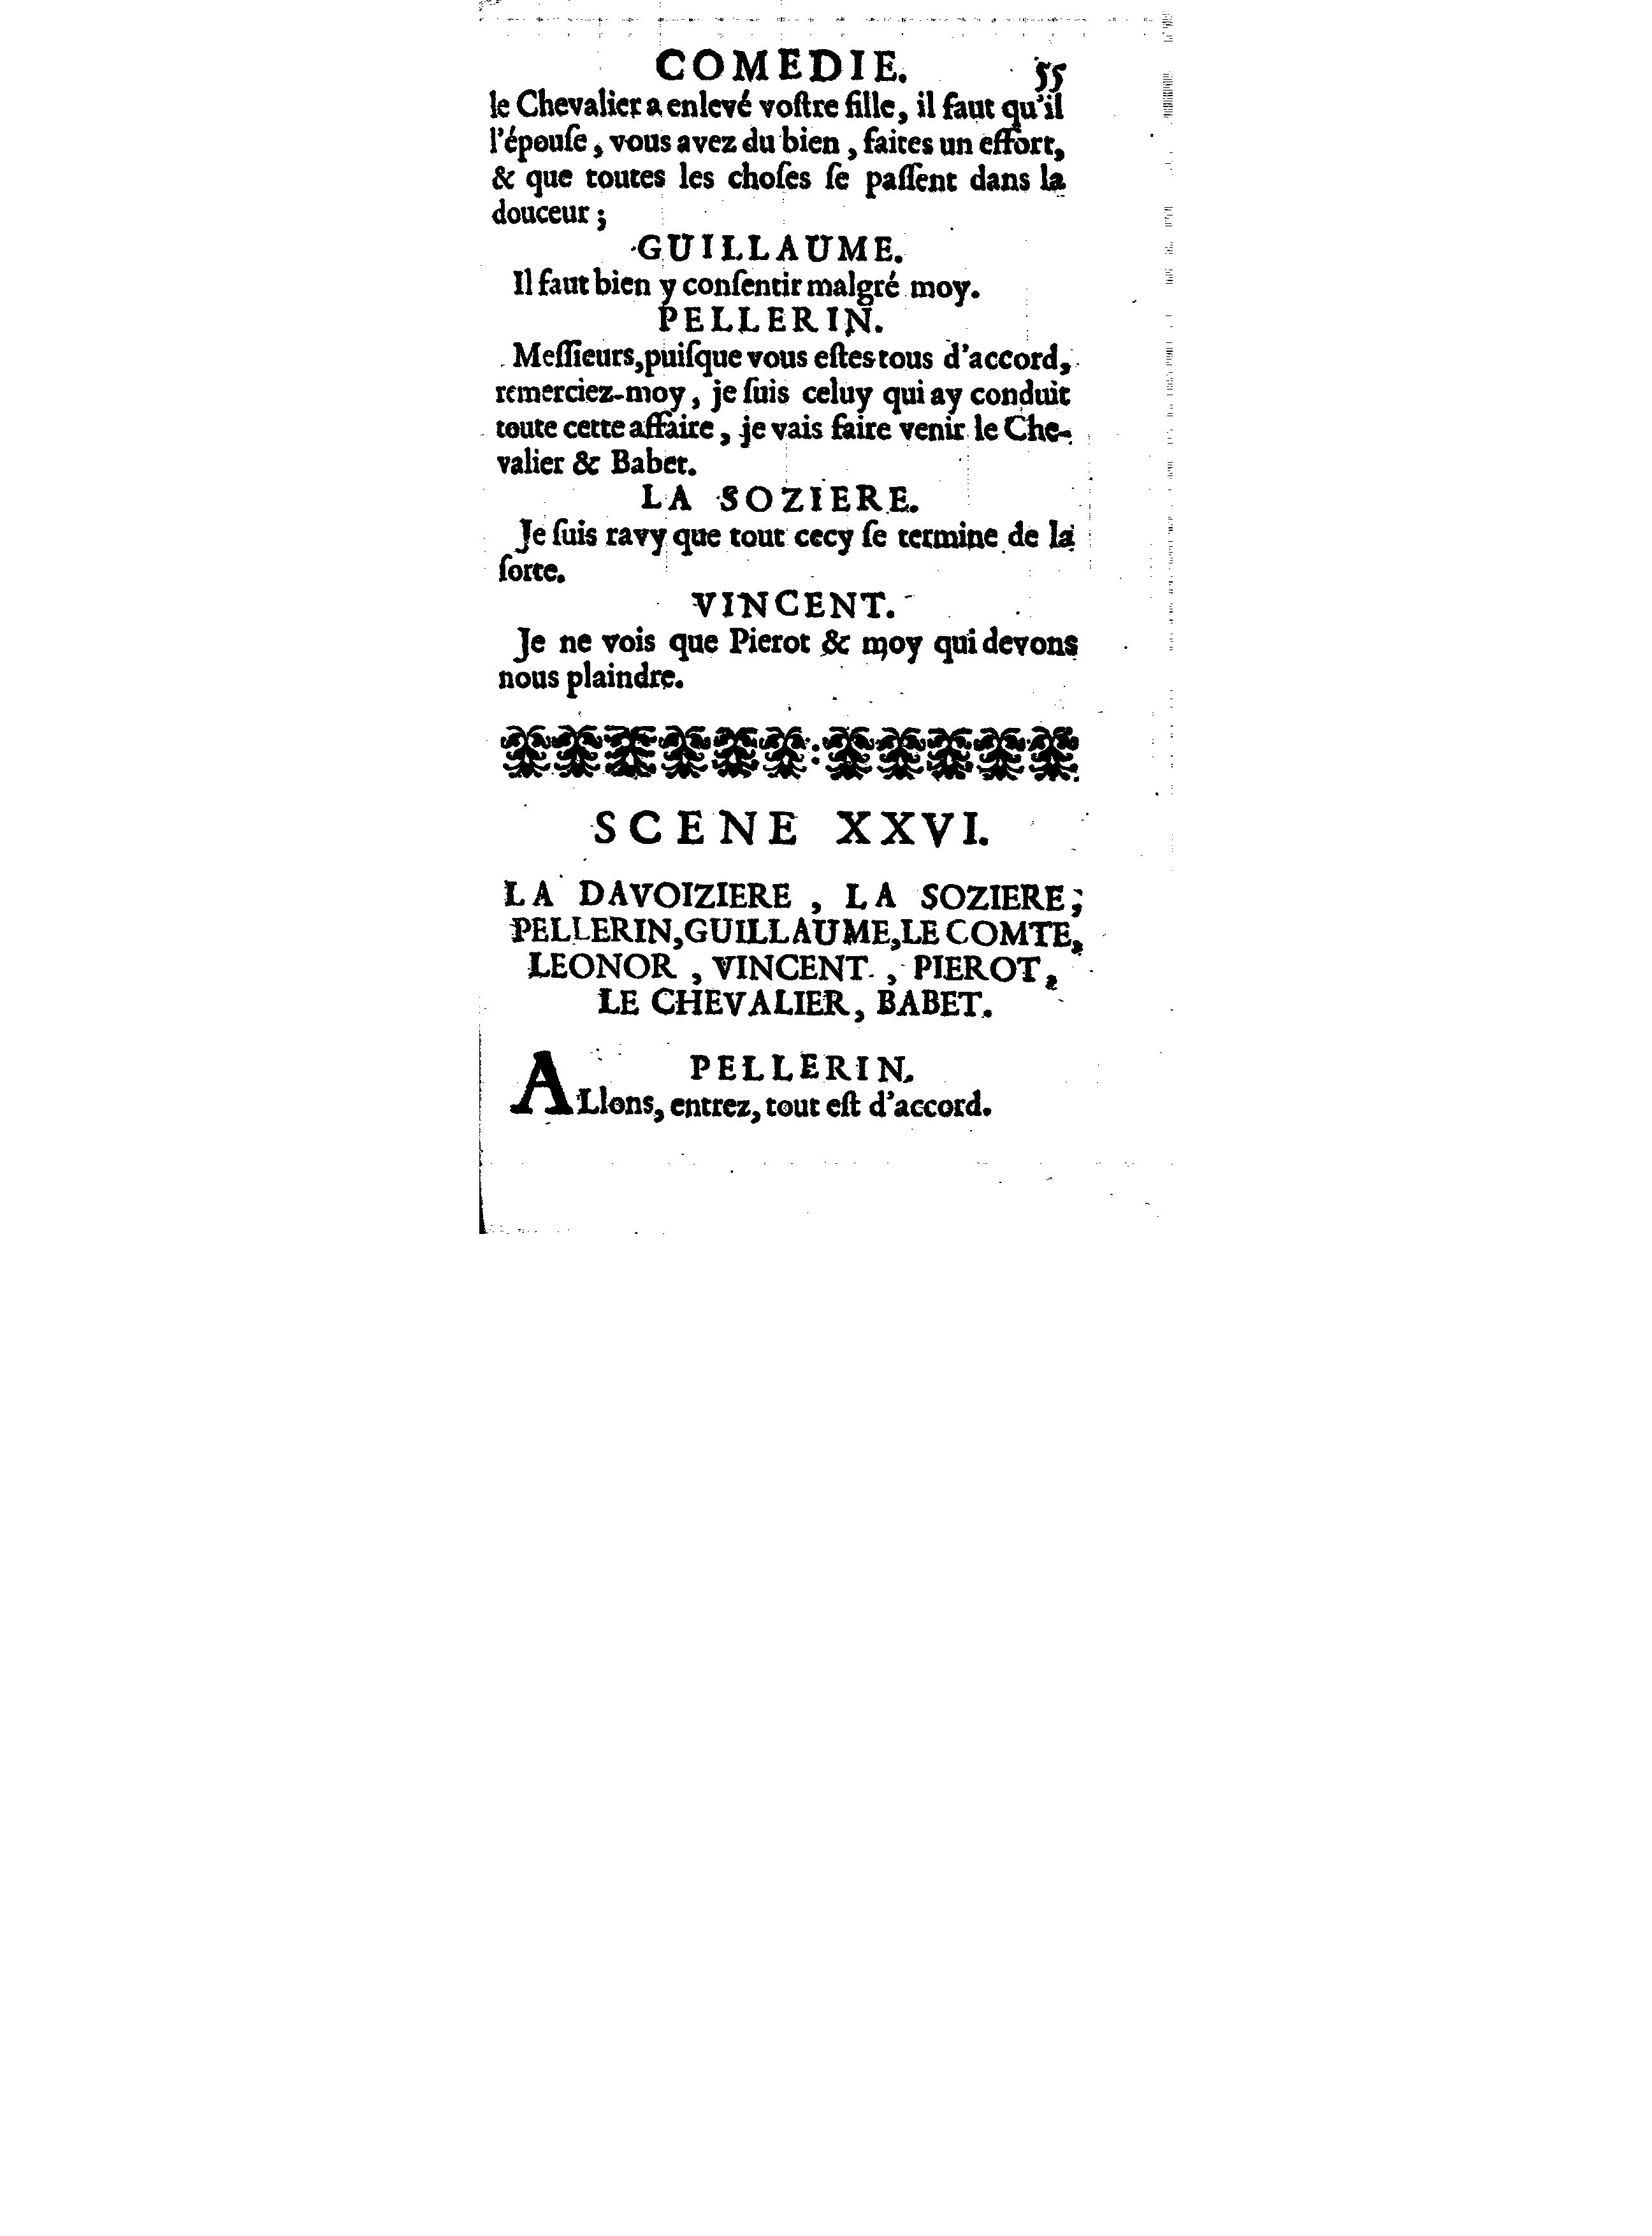 COMEDIE. 55
le Chevalier a enlevé voſtre fille, il faut qu'il
l'épouſe, vous avez du bien, faites un effort,
& que toutes les choſes ſe paſſent dans la
douceur ;
GUILLAUME.
Il faut bien y conſentir malgré moy.
PELLERIN.
Meſſieurs, puiſque vous eſtes tous d'accord,
remerciez-moy, je ſuis celuy qui ay conduit
toute cette affaire, je vais faire venir le Che-
valier & Babet.
LA SOZIERE.
Je ſuis ravy que tout cecy ſe termine de la
ſorte.
VINCENT.
Je ne vois que Pierot & moy qui devons
nous plaindre.
SCENE XXVI.
LA DAVOIZIERE, LA SOZIERE;
PELLERIN, GUILLAUME, LE COMTE,
LEONOR, VINCENT, PIEROT,
LE CHEVALIER, BABET.
PELLERIN.
ALlons, entrez, tout eſt d'accord.